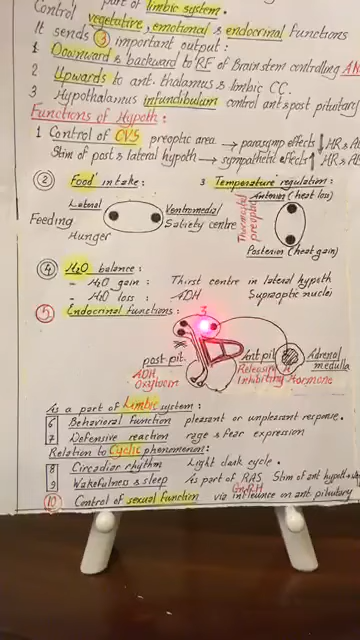 part of limbic system.
Control vegetative, emotional & endocrinal functions
It sends 3 important output:
1 Downward & backward to RF of Brain stem controlling AN
2 Upwards to ant. thalamus & limbic CC.
3 Hypothalamus infundibulum control ant & post pituitary
Functions of Hypoth:
1 Control of CVS preoptic area → parasymp effects ↓ HR & AB
Stim of post & lateral hypoth → sympathetic effects ↑ HR & AB
2 Food intake: 3 Temperature regulation:
Lateral Anterior (heat loss)
Feeding Ventromedial
Hunger Satiety centre
preoptic
Posterior (heat gain)
4 H2O balance:
- H2O gain: Thirst centre in lateral hypoth
- H2O loss: ADH Supraoptic nuclei
5 Endocrinal functions:
3
post pit. Ant pit Adrenal medulla
ADH, Oxytocin Releasing & Inhibiting Hormone
As a part of Limbic system:
6 Behavioral function pleasant or unpleasant response.
7 Defensive reaction rage & fear expression
Relation to Cyclic phenomenon:
8 Circadian rhythm Light dark cycle.
9 Wakefulness & sleep As part of RAS Stim of ant hypoth →
GnRH
10 Control of sexual function via influence on ant pituitary